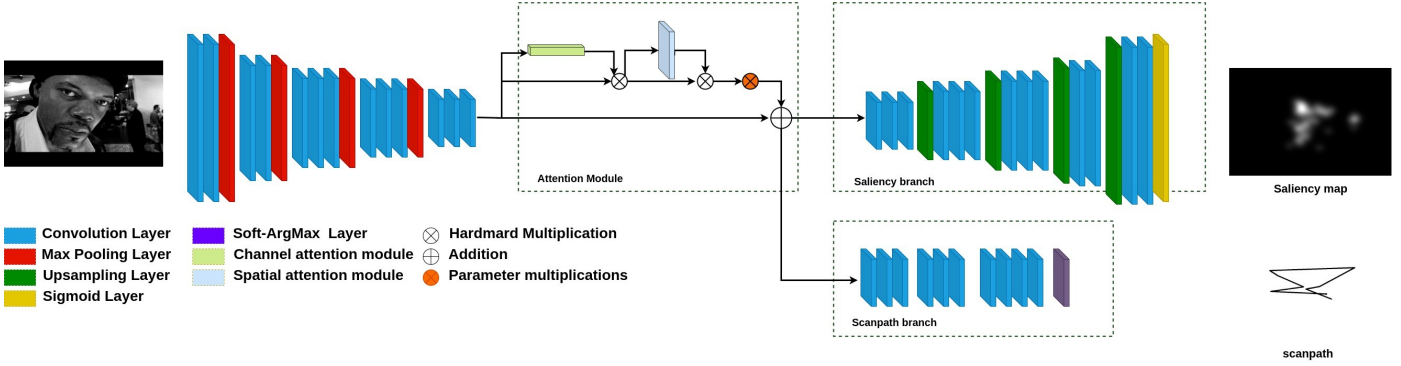 Attention Module
Saliency branch
Saliency map
Convolution Layer
Max Pooling Layer
Upsampling Layer
Sigmoid Layer
Soft-ArgMax Layer
Channel attention module
Spatial attention module
Hardmard Multiplication
Addition
Parameter multiplications
Scanpath branch
scanpath